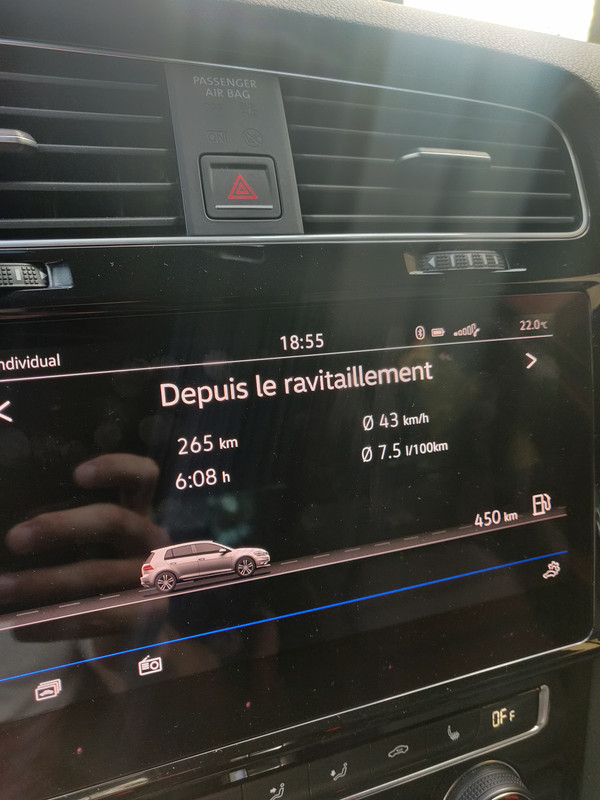 PASSENGER
AIR BAG
18:55
22.0°C
ndividual
Depuis le ravitaillement
265 km
Ø 43 km/h
6:08 h
Ø 7.5 l/100km
450 km
OFF